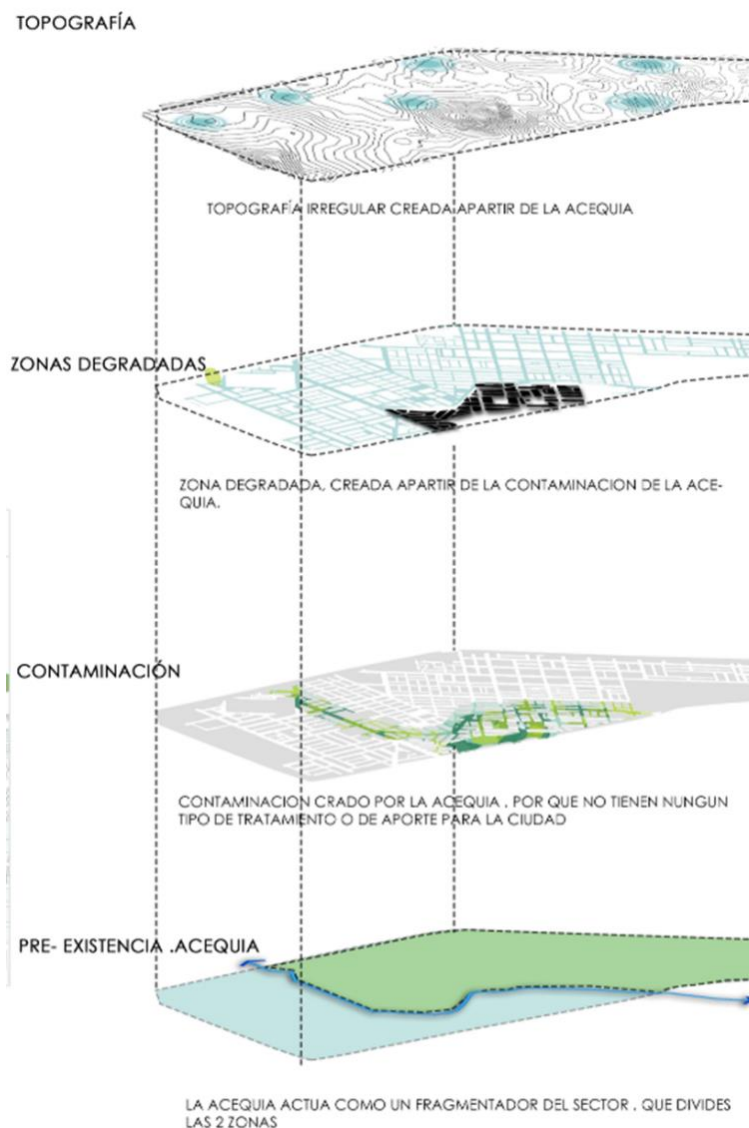 TOPOGRAFÍA
TOPOGRAFÍA IRREGULAR CREADA APARTIR DE LA ACEQUIA
ZONAS DEGRADADAS
ZONA DEGRADADA, CREADA APARTIR DE LA CONTAMINACION DE LA ACE-
QUIA.
CONTAMINACIÓN
CONTAMINACION CRADO POR LA ACEQUIA , POR QUE NO TIENEN NUNGUN
TIPO DE TRATAMIENTO O DE APORTE PARA LA CIUDAD
PRE- EXISTENCIA .ACEQUIA
LA ACEQUIA ACTUA COMO UN FRAGMENTADOR DEL SECTOR , QUE DIVIDES
LAS 2 ZONAS